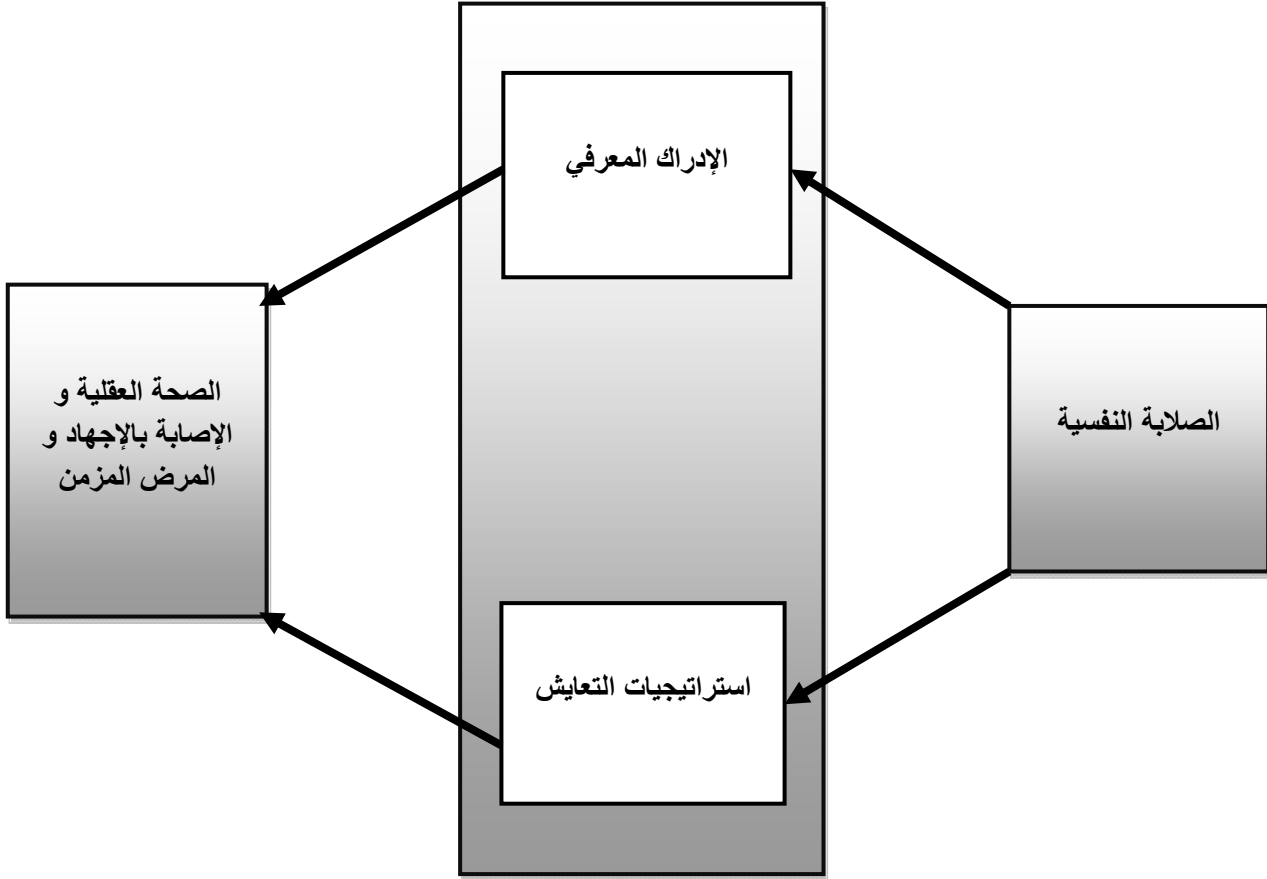 الإدراك المعرفي
الصلابة النفسية
الصحة العقلية و
الإصابة بالإجهاد و
المرض المزمن
استراتيجيات التعايش